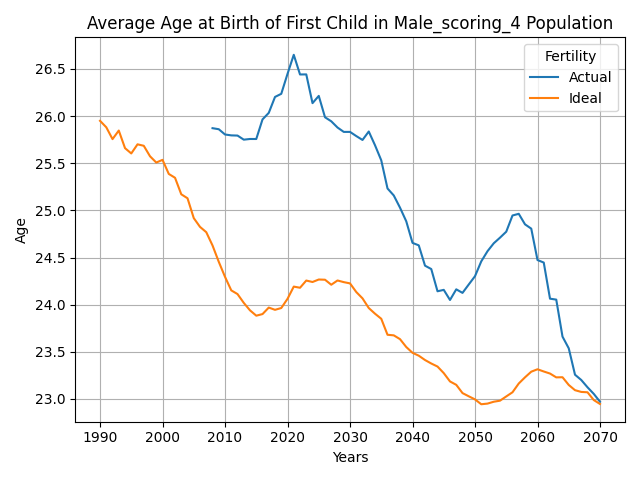 Average Age at Birth of First Child in Male_scoring_4 Population
Fertility
Actual
Ideal
Age
26.5
26.0
25.5
25.0
24.5
24.0
23.5
23.0
1990 2000 2010 2020 2030 2040 2050 2060 2070
Years